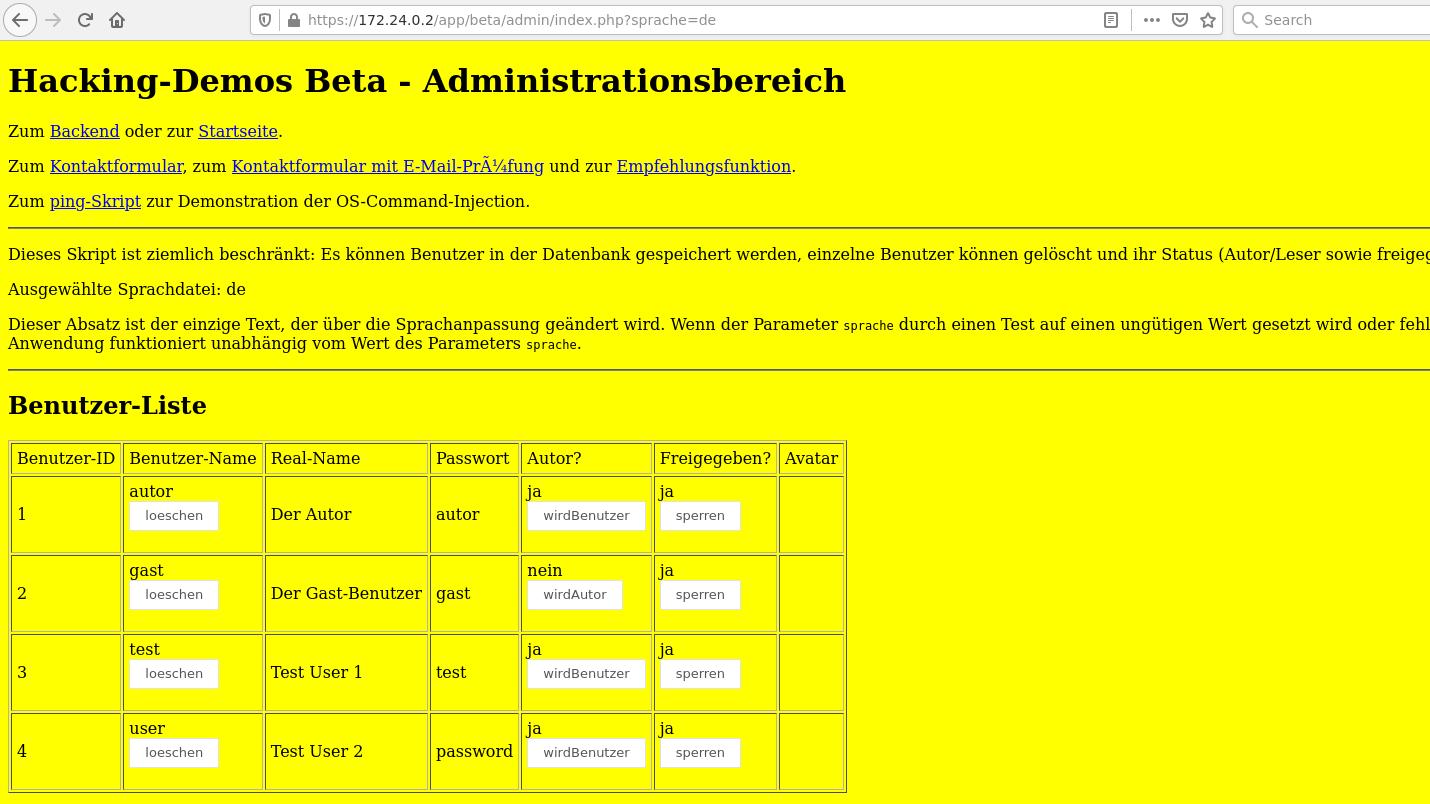 https://172.24.0.2/app/beta/admin/index.php?sprache=de
Search
Hacking-Demos Beta - Administrationsbereich
Zum Backend oder zur Startseite.
Zum Kontaktformular, zum Kontaktformular mit E-Mail-PrÃ¼fung und zur Empfehlungsfunktion.
Zum ping-Skript zur Demonstration der OS-Command-Injection.
Dieses Skript ist ziemlich beschränkt: Es können Benutzer in der Datenbank gespeichert werden, einzelne Benutzer können gelöscht und ihr Status (Autor/Leser sowie freigeg
Ausgewählte Sprachdatei: de
Dieser Absatz ist der einzige Text, der über die Sprachanpassung geändert wird. Wenn der Parameter sprache durch einen Test auf einen ungütigen Wert gesetzt wird oder fehl
Anwendung funktioniert unabhängig vom Wert des Parameters sprache.
Benutzer-Liste
Benutzer-ID Benutzer-Name Real-Name Passwort Autor? Freigegeben? Avatar
autor ja ja
1 loeschen Der Autor autor wirdBenutzer sperren
gast nein ja
2 loeschen Der Gast-Benutzer gast wirdAutor sperren
test ja ja
3 loeschen Test User 1 test wirdBenutzer sperren
user ja ja
4 loeschen Test User 2 password wirdBenutzer sperren